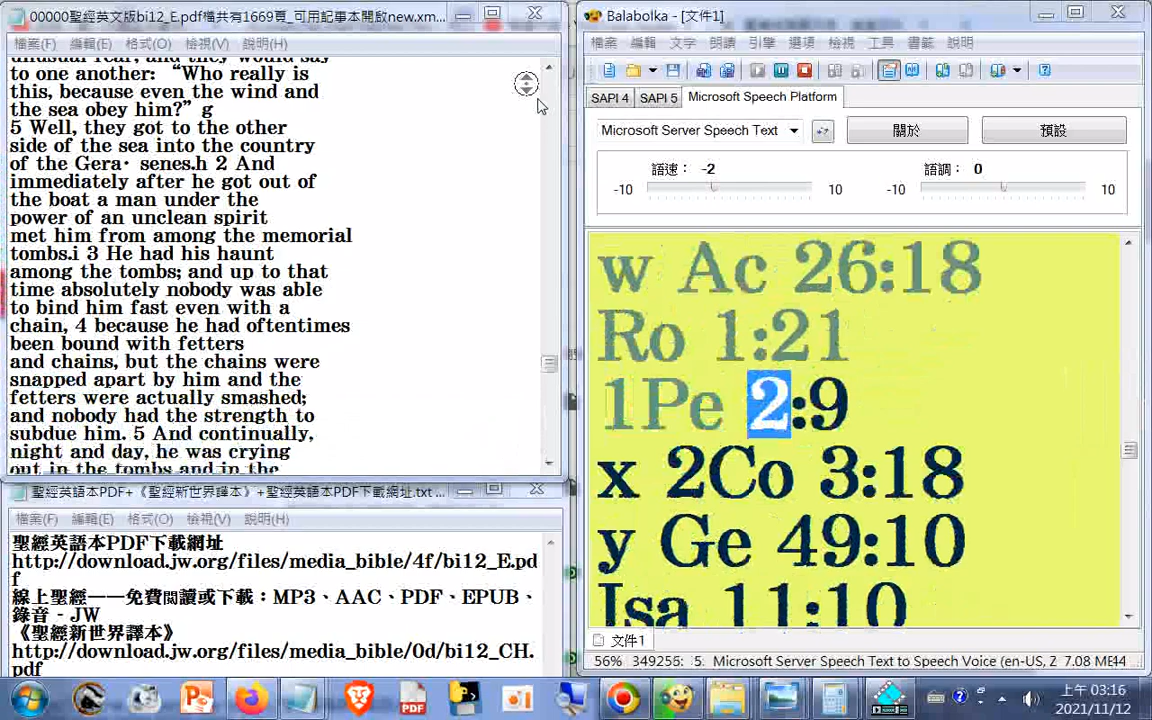 00000聖經英文版bi12_E.pdf檔共有1669頁_可用記事本開啟new.xm...
檔案(F) 編輯(E) 格式(O) 檢視(V) 說明(H)
unusual fear, and they would say
to one another: “Who really is
this, because even the wind and
the sea obey him?” g
5 Well, they got to the other
side of the sea into the country
of the Gera· senes.h 2 And
immediately after he got out of
the boat a man under the
power of an unclean spirit
met him from among the memorial
tombs.i 3 He had his haunt
among the tombs; and up to that
time absolutely nobody was able
to bind him fast even with a
chain, 4 because he had oftentimes
been bound with fetters
and chains, but the chains were
snapped apart by him and the
fetters were actually smashed;
and nobody had the strength to
subdue him. 5 And continually,
night and day, he was crying
out in the tombs and in the
聖經英語本PDF+《聖經新世界譯本》+聖經英語本PDF下載網址.txt ...
檔案(F) 編輯(E) 格式(O) 檢視(V) 說明(H)
聖經英語本PDF下載網址
http://download.jw.org/files/media_bible/4f/bi12_E.pd
f
線上聖經——免費閱讀或下載：MP3、AAC、PDF、EPUB、
錄音 - JW
《聖經新世界譯本》
http://download.jw.org/files/media_bible/0d/bi12_CH.
pdf
Balabolka - [文件1]
檔案 編輯 文字 朗讀 引擎 選項 檢視 工具 書籤 說明
SAPI 4 SAPI 5 Microsoft Speech Platform
Microsoft Server Speech Text 關於 預設
語速： -2 語調： 0
-10 10 -10 10
w Ac 26:18
Ro 1:21
1Pe 2:9
x 2Co 3:18
y Ge 49:10
Isa 11:10
文件1
56% 349255: 5: Microsoft Server Speech Text to Speech Voice (en-US, 2 7.08 ME44
PDF
上午 03:16
2021/11/12